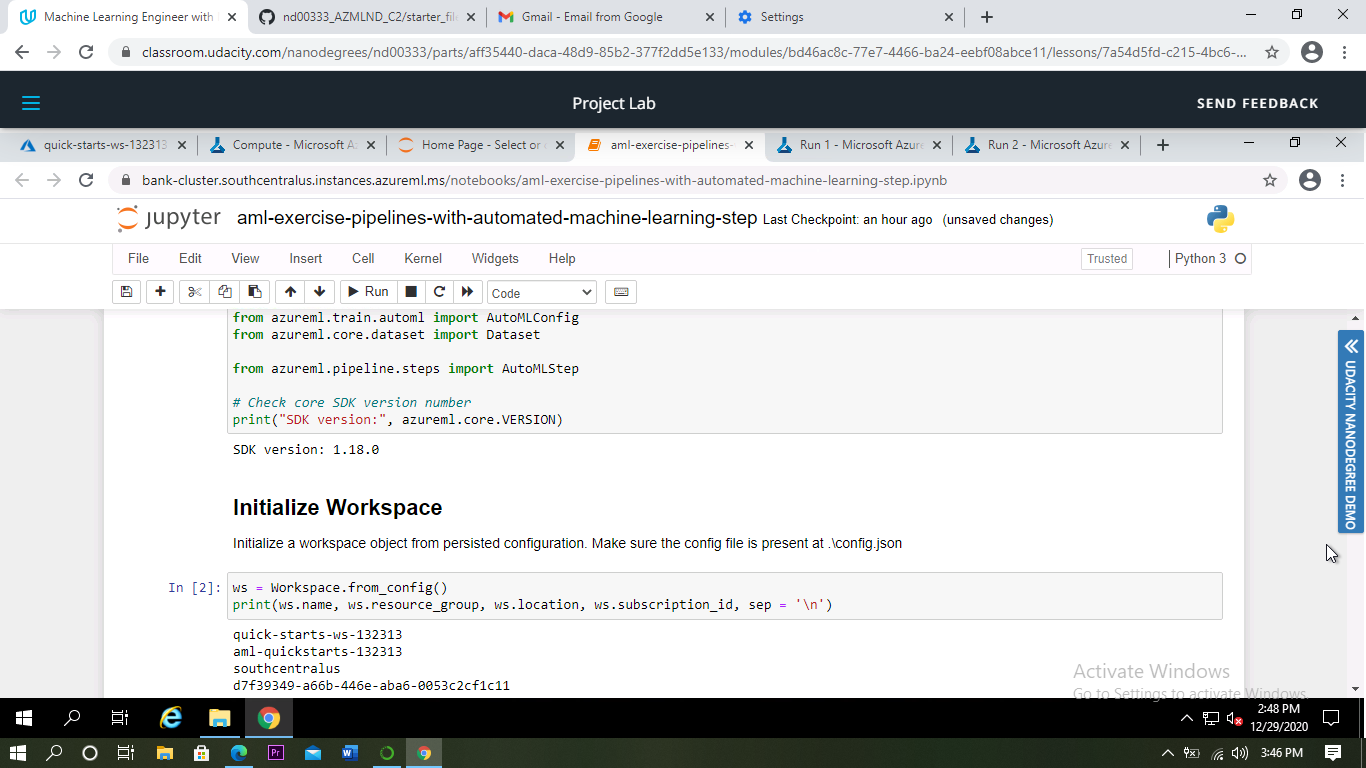 Machine Learning Engineer with
nd00333_AZMLND_C2/starter_file
Gmail - Email from Google
Settings
classroom.udacity.com/nanodegrees/nd00333/parts/aff35440-daca-48d9-85b2-377f2dd5e133/modules/bd46ac8c-77e7-4466-ba24-eebf08abce11/lessons/7a54d5fd-c215-4bc6-...
Project Lab
SEND FEEDBACK
quick-starts-ws-132313
Compute - Microsoft A
Home Page - Select or
aml-exercise-pipelines-
Run 1 - Microsoft Azure
Run 2 - Microsoft Azure
bank-cluster.southcentralus.instances.azureml.ms/notebooks/aml-exercise-pipelines-with-automated-machine-learning-step.ipynb
jupyter aml-exercise-pipelines-with-automated-machine-learning-step Last Checkpoint: an hour ago (unsaved changes)
File Edit View Insert Cell Kernel Widgets Help Trusted Python 3
Run Code
from azureml.train.automl import AutoMLConfig
from azureml.core.dataset import Dataset
from azureml.pipeline.steps import AutoMLStep
# Check core SDK version number
print("SDK version:", azureml.core.VERSION)
SDK version: 1.18.0
UDACITY NANODEGREE DEMO
Initialize Workspace
Initialize a workspace object from persisted configuration. Make sure the config file is present at .\config.json
In [2]: ws = Workspace.from_config()
print(ws.name, ws.resource_group, ws.location, ws.subscription_id, sep = '\n')
quick-starts-ws-132313
aml-quickstarts-132313
southcentralus
d7f39349-a66b-446e-aba6-0053c2cf1c11
Activate Windows
Go to Settings to activate Windows.
2:48 PM
12/29/2020
Pr
W
3:46 PM